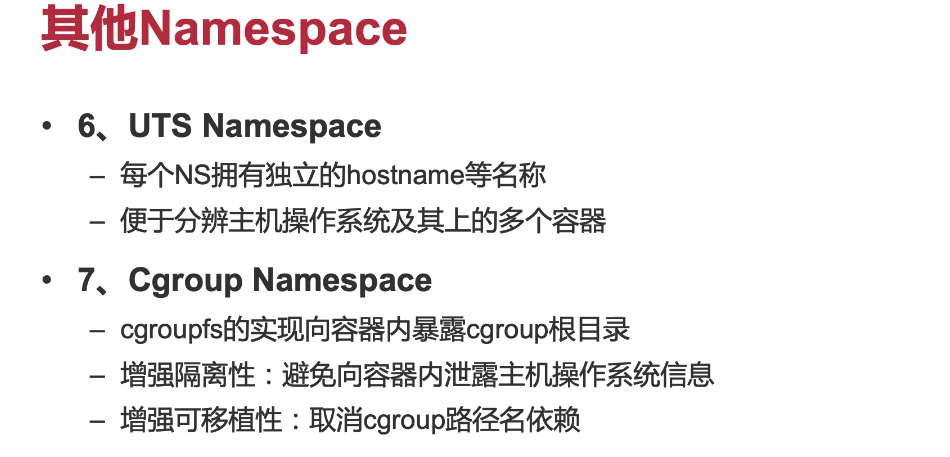 其他Namespace
• 6、UTS Namespace
– 每个NS拥有独立的hostname等名称
– 便于分辨主机操作系统及其上的多个容器
• 7、Cgroup Namespace
– cgroupfs的实现向容器内暴露cgroup根目录
– 增强隔离性：避免向容器内泄露主机操作系统信息
– 增强可移植性：取消cgroup路径名依赖